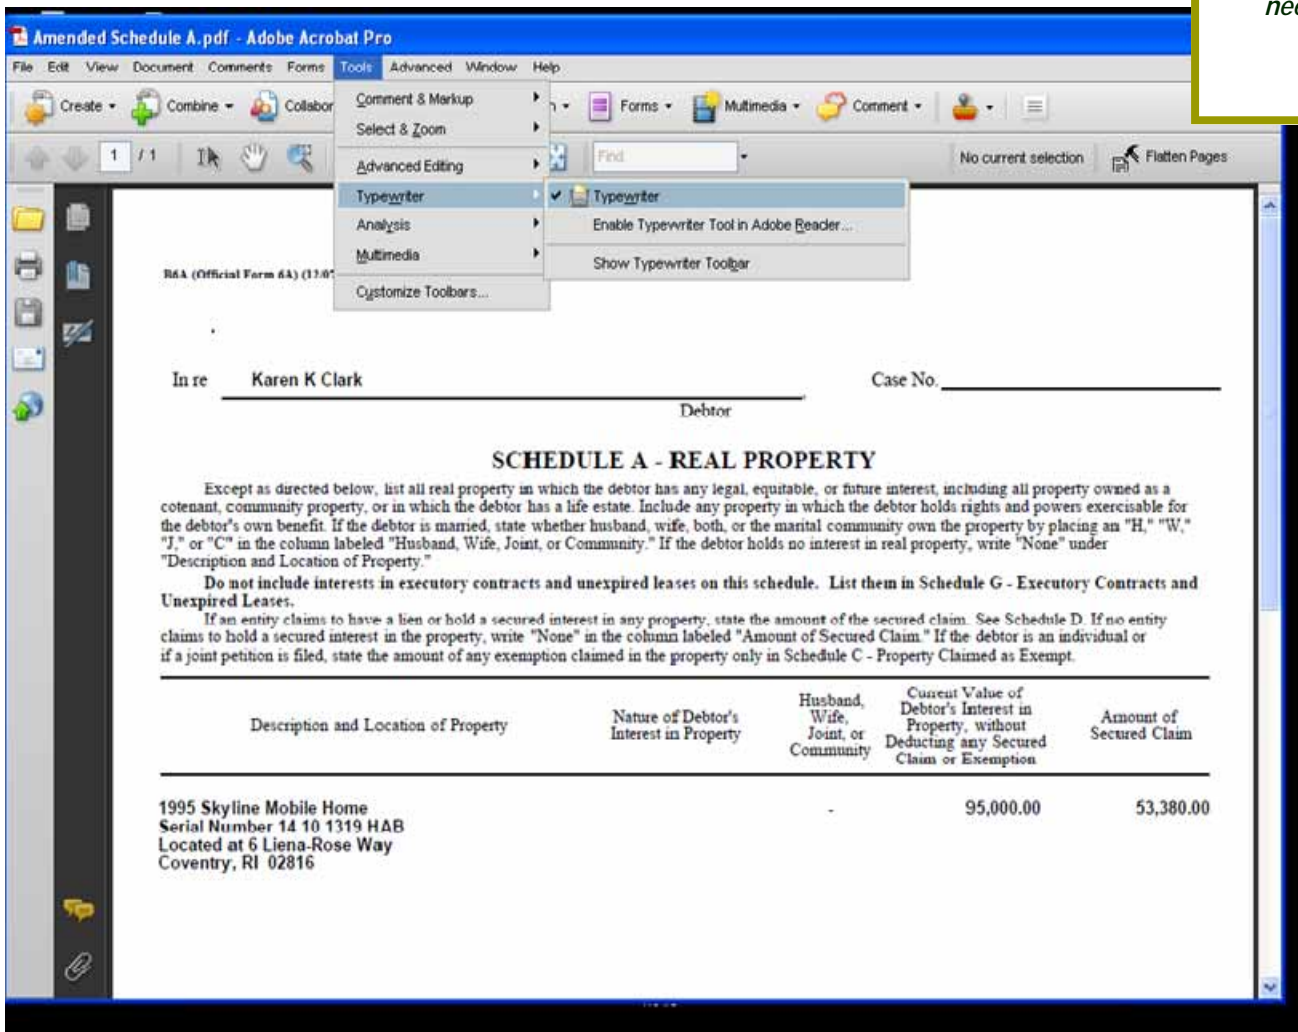 nec
Amended Schedule A.pdf - Adobe Acrobat Pro
File Edit View Document Comments Forms Tools Advanced Window Help
Create Combine Collabor Forms Multimedia Comment
1 / 1 Find No current selection Flatten Pages
Comment & Markup
Select & Zoom
Advanced Editing
Typewriter
Analysis
Multimedia
Customize Toolbars...
Typewriter
Enable Typewriter Tool in Adobe Reader...
Show Typewriter Toolbar
B6A (Official Form 6A) (12/07
In re Karen K Clark Case No.
Debtor
SCHEDULE A - REAL PROPERTY
Except as directed below, list all real property in which the debtor has any legal, equitable, or future interest, including all property owned as a
cotenant, community property, or in which the debtor has a life estate. Include any property in which the debtor holds rights and powers exercisable for
the debtor's own benefit. If the debtor is married, state whether husband, wife, both, or the marital community own the property by placing an "H," "W,"
"J," or "C" in the column labeled "Husband, Wife, Joint, or Community." If the debtor holds no interest in real property, write "None" under
"Description and Location of Property."
Do not include interests in executory contracts and unexpired leases on this schedule. List them in Schedule G - Executory Contracts and
Unexpired Leases.
If an entity claims to have a lien or hold a secured interest in any property, state the amount of the secured claim. See Schedule D. If no entity
claims to hold a secured interest in the property, write "None" in the column labeled "Amount of Secured Claim." If the debtor is an individual or
if a joint petition is filed, state the amount of any exemption claimed in the property only in Schedule C - Property Claimed as Exempt.
Description and Location of Property
Nature of Debtor's
Interest in Property
Husband,
Wife,
Joint, or
Community
Current Value of
Debtor's Interest in
Property, without
Deducting any Secured
Claim or Exemption
Amount of
Secured Claim
1995 Skyline Mobile Home - 95,000.00 53,380.00
Serial Number 14 10 1319 HAB
Located at 6 Liena-Rose Way
Coventry, RI 02816